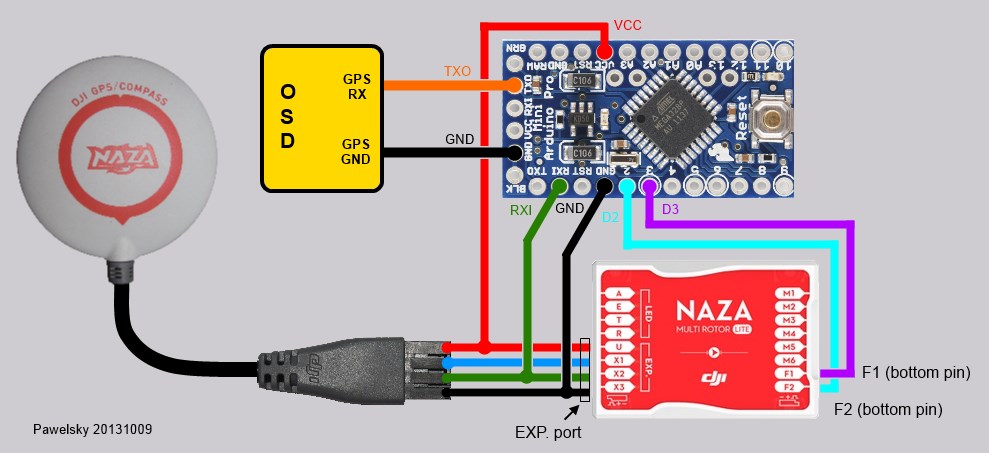 DJI GPS/COMPASS
NAZA
dji
O
S
D
GPS
RX
GPS
GND
TXO
GND
VCC
GRN
RAW
GND
RST
VCC
A3
A2
A1
A0
13
12
11
10
TXO
RXI
VCC
GND
BLK
Mini
Arduino Pro
C106
C106
MEGA328P
Reset
TXO
RXI
RST
GND
2
3
4
5
6
7
8
9
RXI
GND
D2
D3
A
E
T
R
U
X1
X2
X3
LED
EXP.
NAZA
MULTI ROTOR LITE
dji
M1
M2
M3
M4
M5
M6
F1
F2
F1 (bottom pin)
F2 (bottom pin)
EXP. port
Pawelsky 20131009